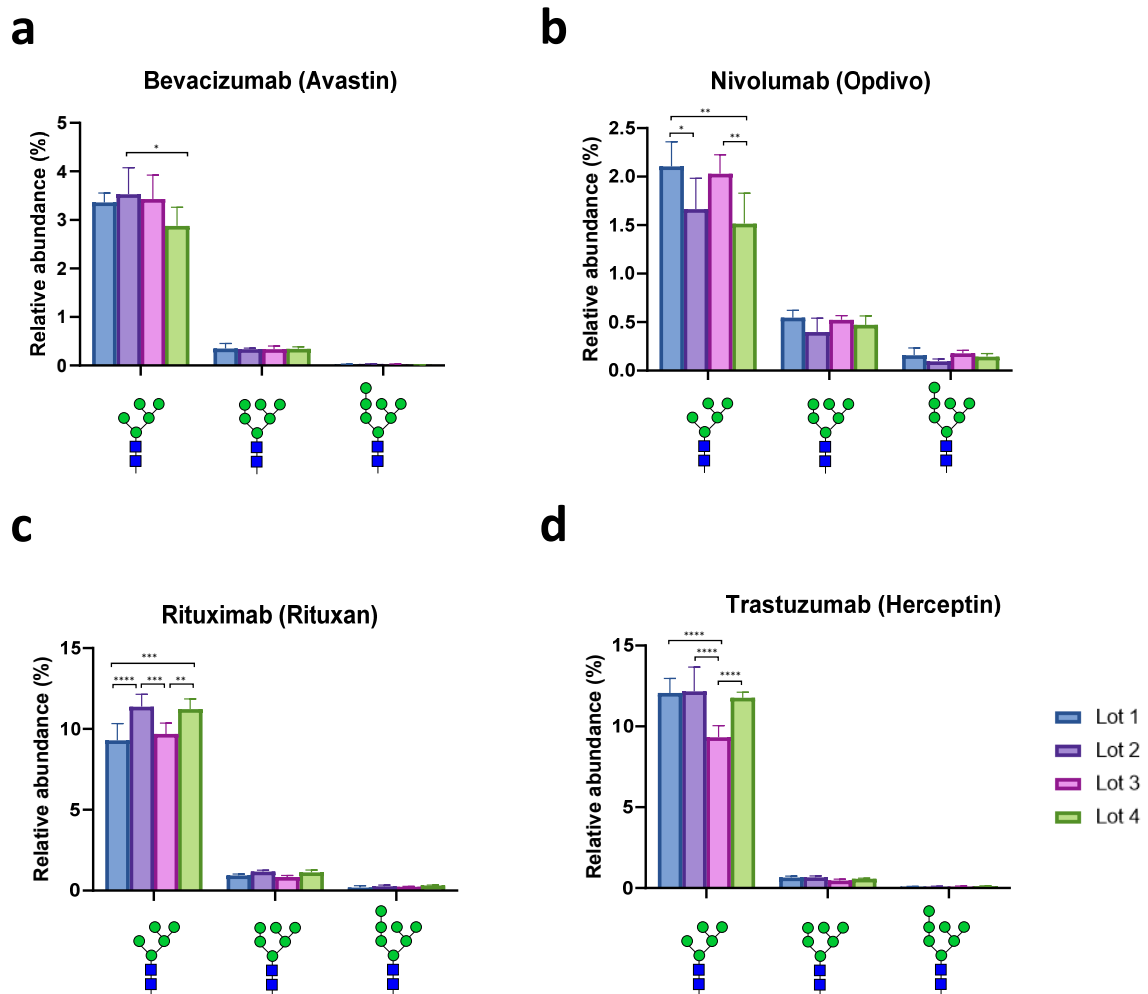 a
Bevacizumab (Avastin)
Relative abundance (%)
5
4
3
2
1
0
*
b
Nivolumab (Opdivo)
Relative abundance (%)
2.5
2.0
1.5
1.0
0.5
0.0
**
*
**
c
Rituximab (Rituxan)
Relative abundance (%)
15
10
5
0
***
**** *** **
d
Trastuzumab (Herceptin)
Relative abundance (%)
15
10
5
0
****
****
****
Lot 1
Lot 2
Lot 3
Lot 4